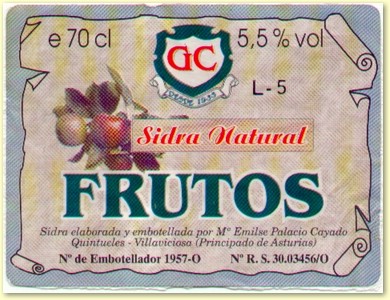 e 70 cl
GC
5,5 % vol
L - 5
Sidra Natural
FRUTOS
Sidra elaborada y embotellada por Mª Emilse Palacio Cayado
Quintueles - Villaviciosa (Principado de Asturias)
Nº de Embotellador 1957-O Nº R. S. 30.03456/O